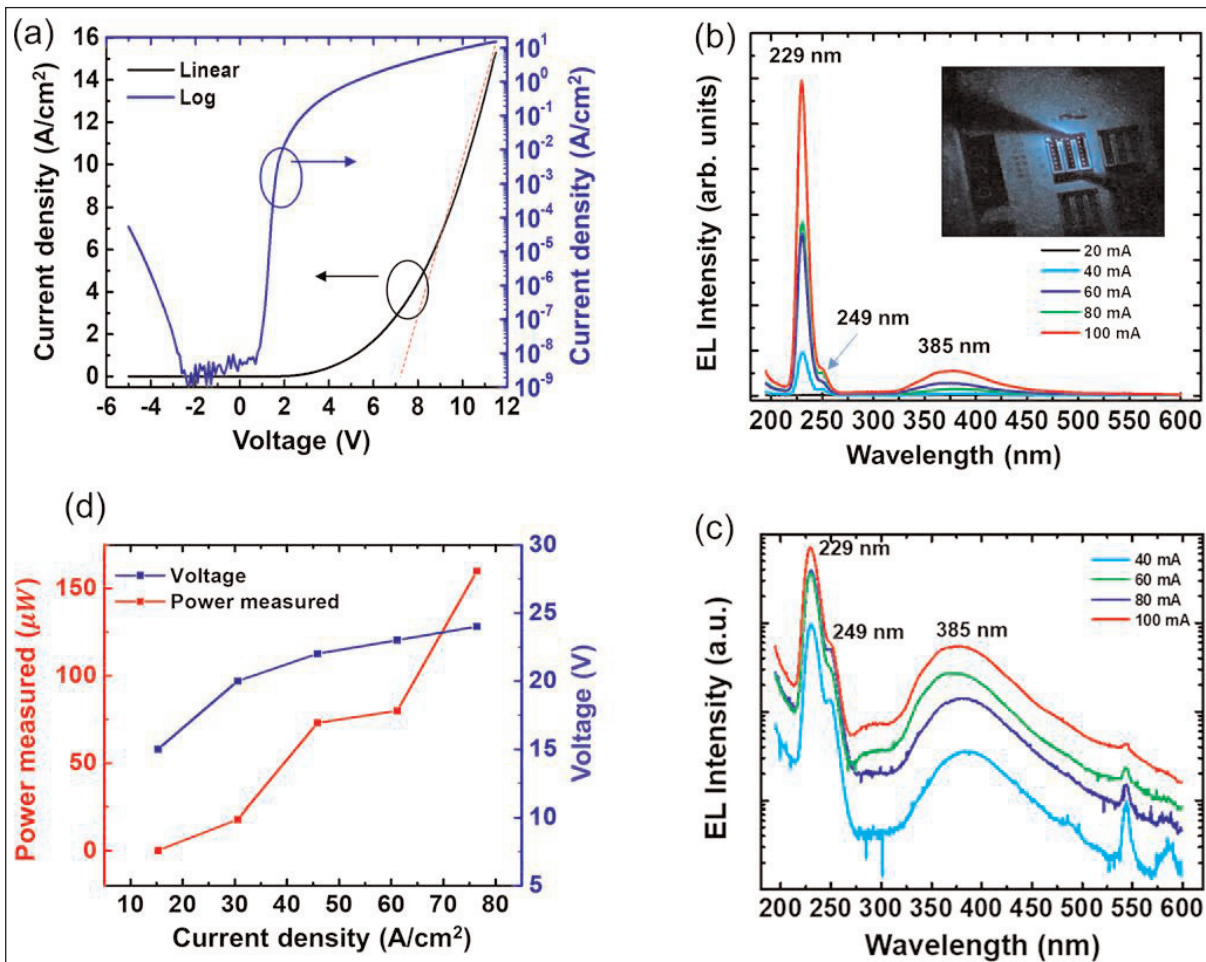 (a)
16
14
12
10
8
6
4
2
0
Current density (A/cm²)
Linear
Log
10¹
10⁰
10⁻¹
10⁻²
10⁻³
10⁻⁴
10⁻⁵
10⁻⁶
10⁻⁷
10⁻⁸
10⁻⁹
Current density (A/cm²)
-6 -4 -2 0 2 4 6 8 10 12
Voltage (V)
(b)
229 nm
249 nm
385 nm
20 mA
40 mA
60 mA
80 mA
100 mA
EL Intensity (arb. units)
200 250 300 350 400 450 500 550 600
Wavelength (nm)
(d)
150
100
50
0
Power measured (μW)
Voltage
Power measured
30
25
20
15
10
5
Voltage (V)
10 20 30 40 50 60 70 80
Current density (A/cm²)
(c)
229 nm
249 nm
385 nm
40 mA
60 mA
80 mA
100 mA
EL Intensity (a.u.)
200 250 300 350 400 450 500 550 600
Wavelength (nm)